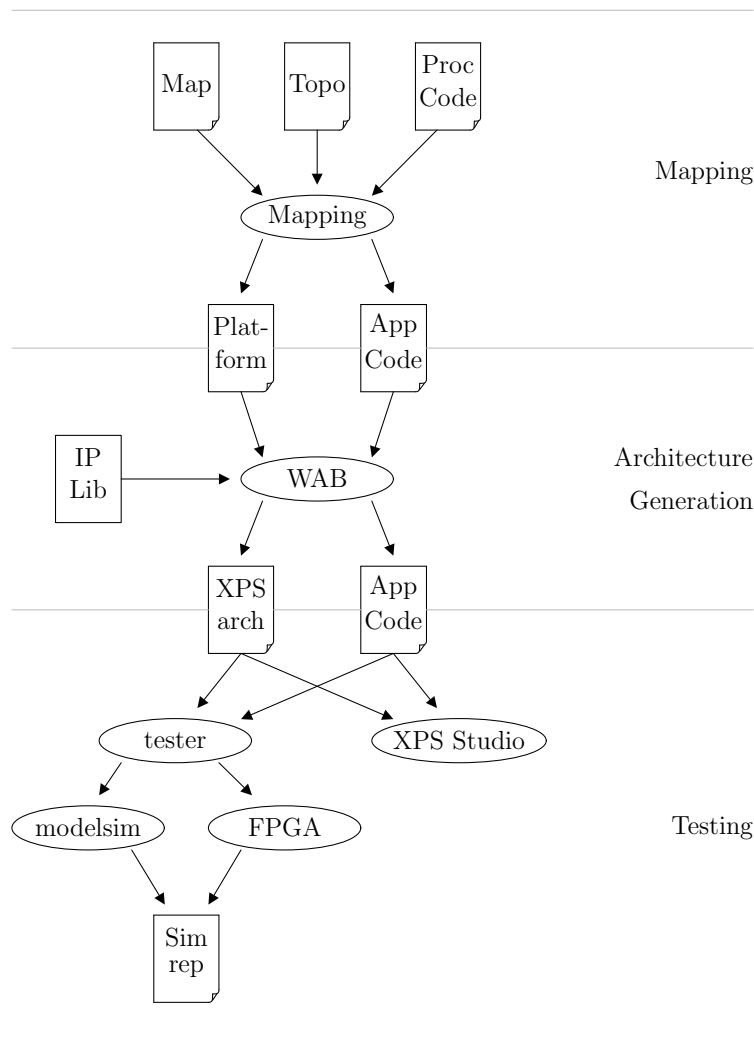 Map
Topo
Proc
Code
Mapping
Mapping
Plat-
form
App
Code
IP
Lib
WAB
Architecture
Generation
XPS
arch
App
Code
tester
XPS Studio
modelsim
FPGA
Testing
Sim
rep